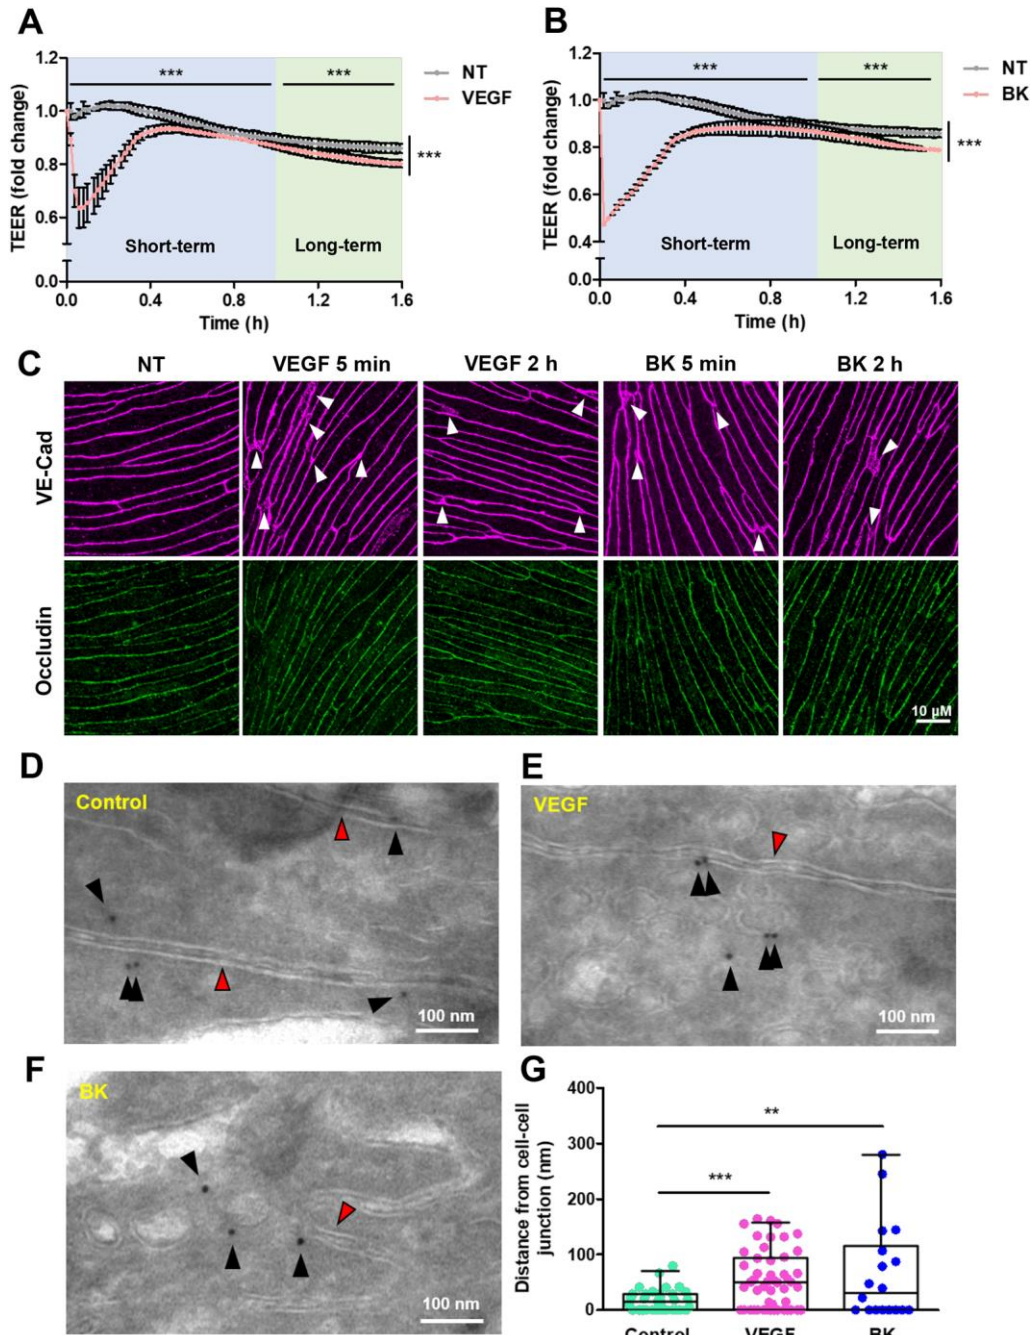 A
1.2
1.0
0.8
0.6
0.0
TEER (fold change)
0.0 0.4 0.8 1.2 1.6
Time (h)
***
***
***
Short-term
Long-term
NT
VEGF
B
1.2
1.0
0.8
0.6
0.4
0.0
TEER (fold change)
0.0 0.4 0.8 1.2 1.6
Time (h)
***
***
***
Short-term
Long-term
NT
BK
C
NT VEGF 5 min VEGF 2 h BK 5 min BK 2 h
VE-Cad
Occludin
10 µM
D
Control
100 nm
E
VEGF
100 nm
F
BK
100 nm
G
400
300
200
100
0
Distance from cell-cell
junction (nm)
**
***
Control VEGF BK